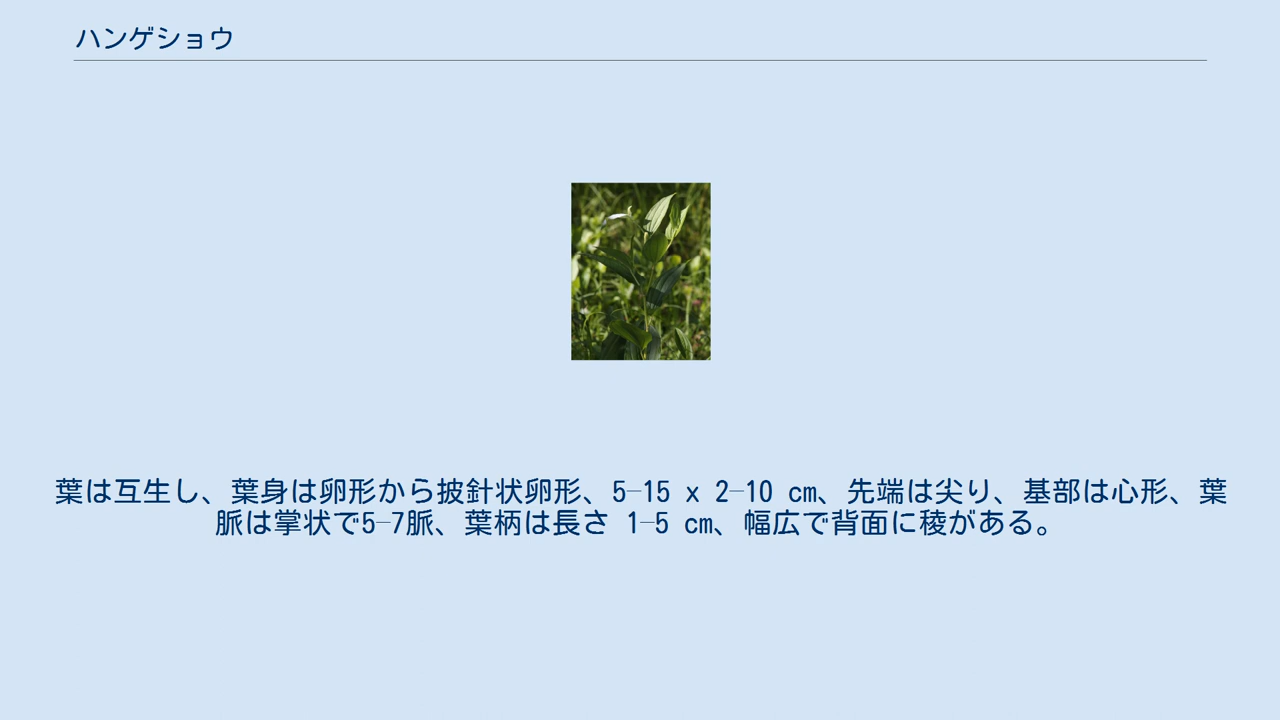 ハンゲショウ
葉は互生し、葉身は卵形から披針状卵形、5–15 x 2–10 cm、先端は尖り、基部は心形、葉
脈は掌状で5–7脈、葉柄は長さ 1–5 cm、幅広で背面に稜がある。